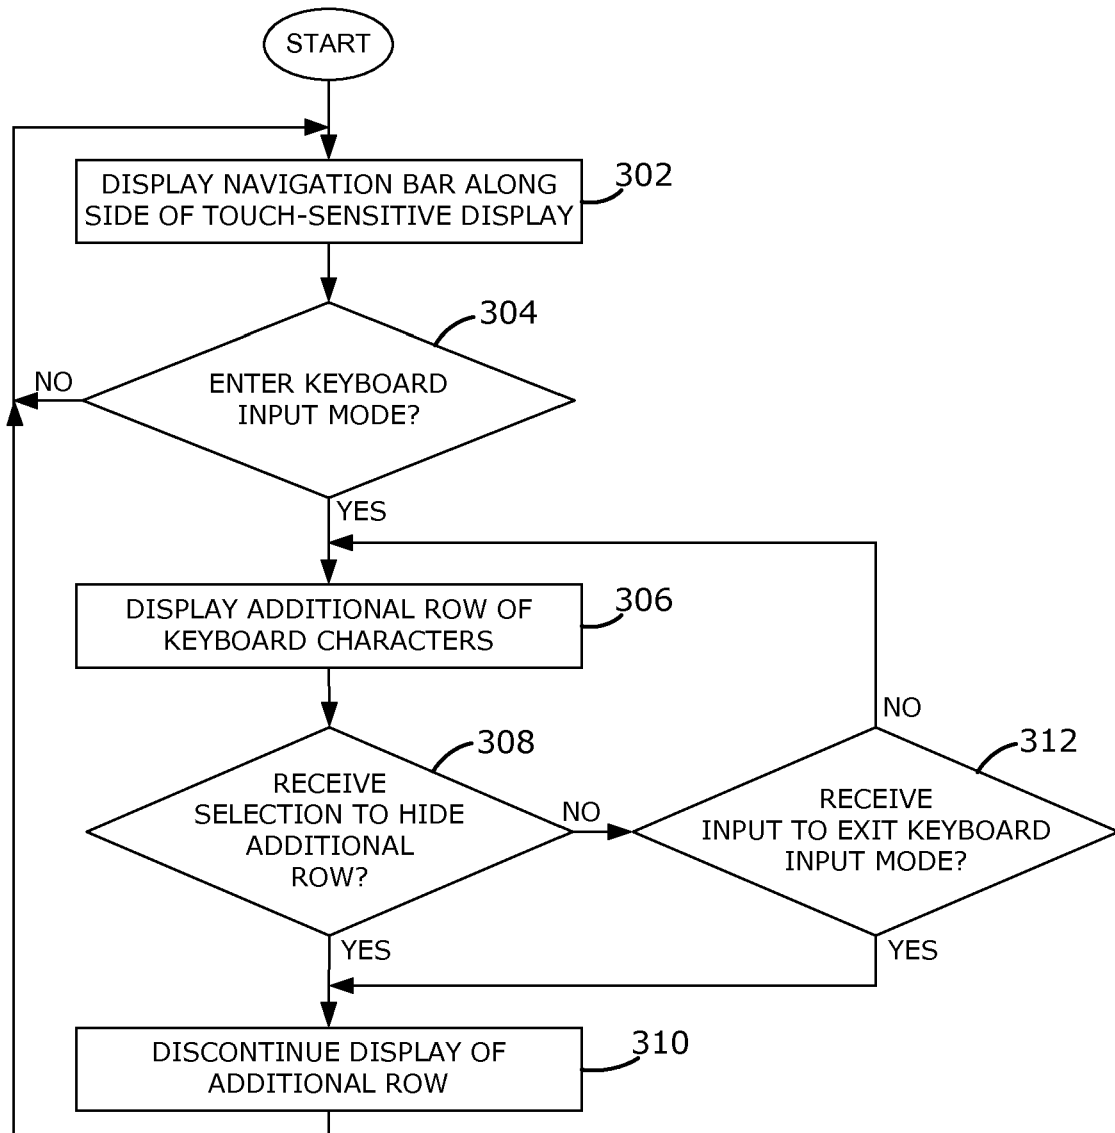 START
DISPLAY NAVIGATION BAR ALONG
SIDE OF TOUCH-SENSITIVE DISPLAY
302
304
ENTER KEYBOARD
INPUT MODE?
NO
YES
DISPLAY ADDITIONAL ROW OF
KEYBOARD CHARACTERS
306
308
RECEIVE
SELECTION TO HIDE
ADDITIONAL
ROW?
NO
YES
NO
312
RECEIVE
INPUT TO EXIT KEYBOARD
INPUT MODE?
YES
DISCONTINUE DISPLAY OF
ADDITIONAL ROW
310